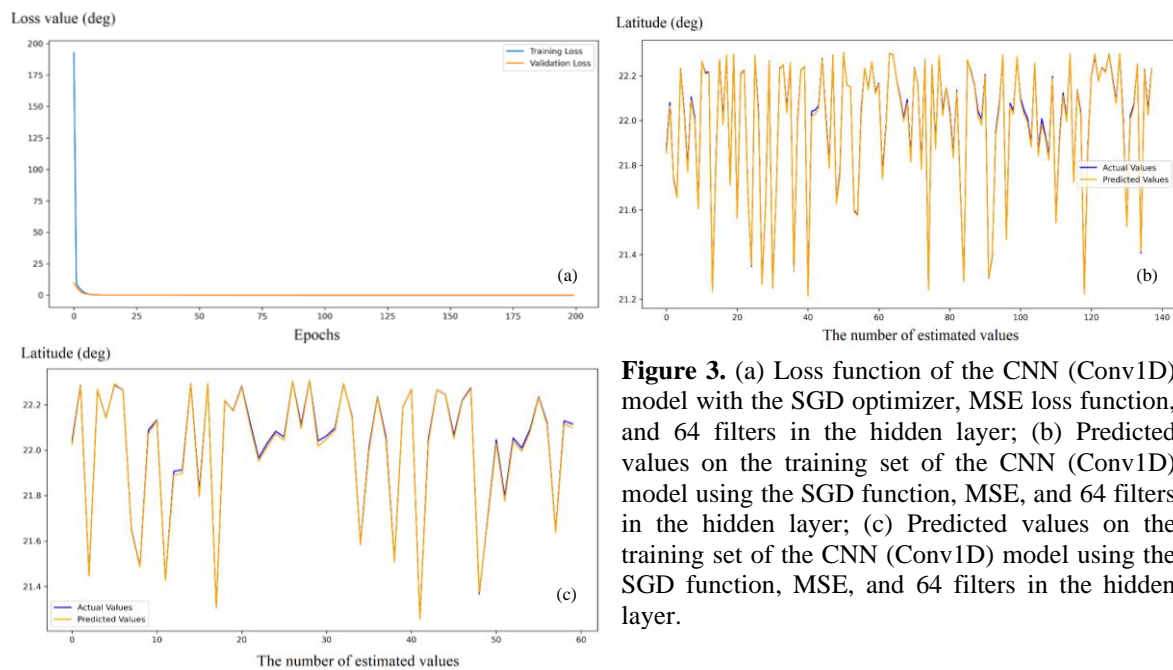 Loss value (deg)
200
175
150
125
100
75
50
25
0
Training Loss
Validation Loss
(a)
0 25 50 75 100 125 150 175 200
Epochs
Latitude (deg)
22.2
22.0
21.8
21.6
21.4
21.2
Actual Values
Predicted Values
(b)
0 20 40 60 80 100 120 140
The number of estimated values
Latitude (deg)
22.2
22.0
21.8
21.6
21.4
Actual Values
Predicted Values
(c)
0 10 20 30 40 50 60
The number of estimated values
Figure 3. (a) Loss function of the CNN (Conv1D)
model with the SGD optimizer, MSE loss function,
and 64 filters in the hidden layer; (b) Predicted
values on the training set of the CNN (Conv1D)
model using the SGD function, MSE, and 64 filters
in the hidden layer; (c) Predicted values on the
training set of the CNN (Conv1D) model using the
SGD function, MSE, and 64 filters in the hidden
layer.